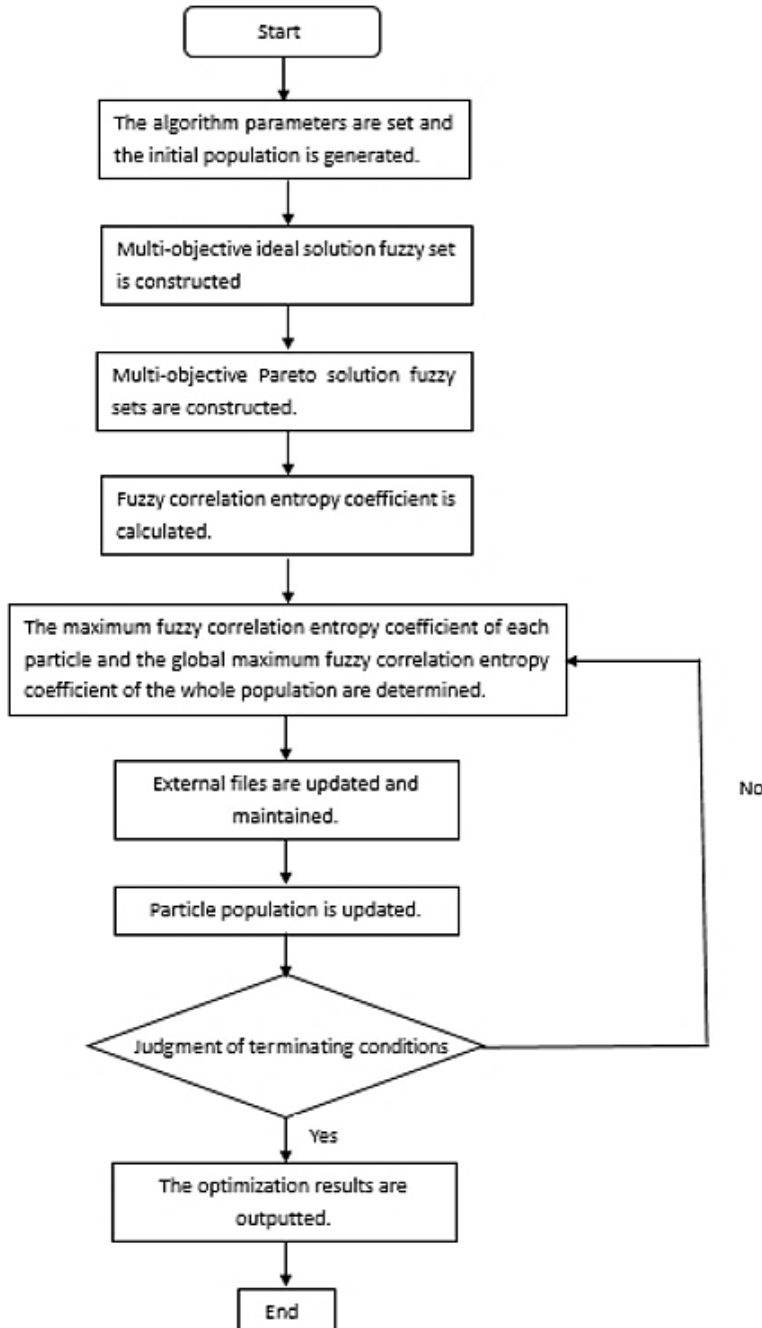 Start
The algorithm parameters are set and
the initial population is generated.
Multi-objective ideal solution fuzzy set
is constructed
Multi-objective Pareto solution fuzzy
sets are constructed.
Fuzzy correlation entropy coefficient is
calculated.
The maximum fuzzy correlation entropy coefficient of each
particle and the global maximum fuzzy correlation entropy
coefficient of the whole population are determined.
External files are updated and
maintained.
No
Particle population is updated.
Judgment of terminating conditions
Yes
The optimization results are
outputted.
End